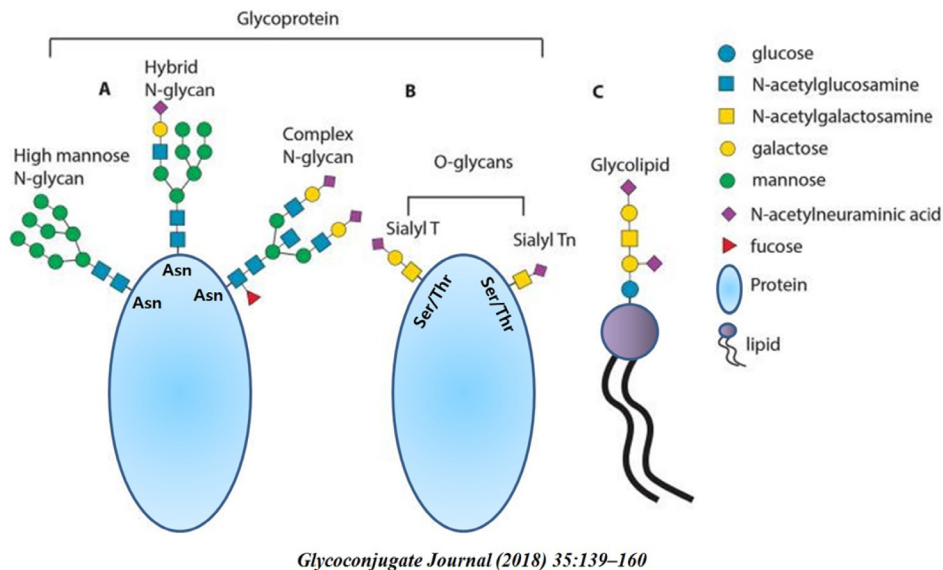 Glycoprotein
A
Hybrid
N-glycan
High mannose
N-glycan
Complex
N-glycan
Asn
Asn
Asn
B
O-glycans
Sialyl T
Sialyl Tn
Ser/Thr
Ser/Thr
C
Glycolipid
glucose
N-acetylglucosamine
N-acetylgalactosamine
galactose
mannose
N-acetylneuraminic acid
fucose
Protein
lipid
Glycoconjugate Journal (2018) 35:139–160